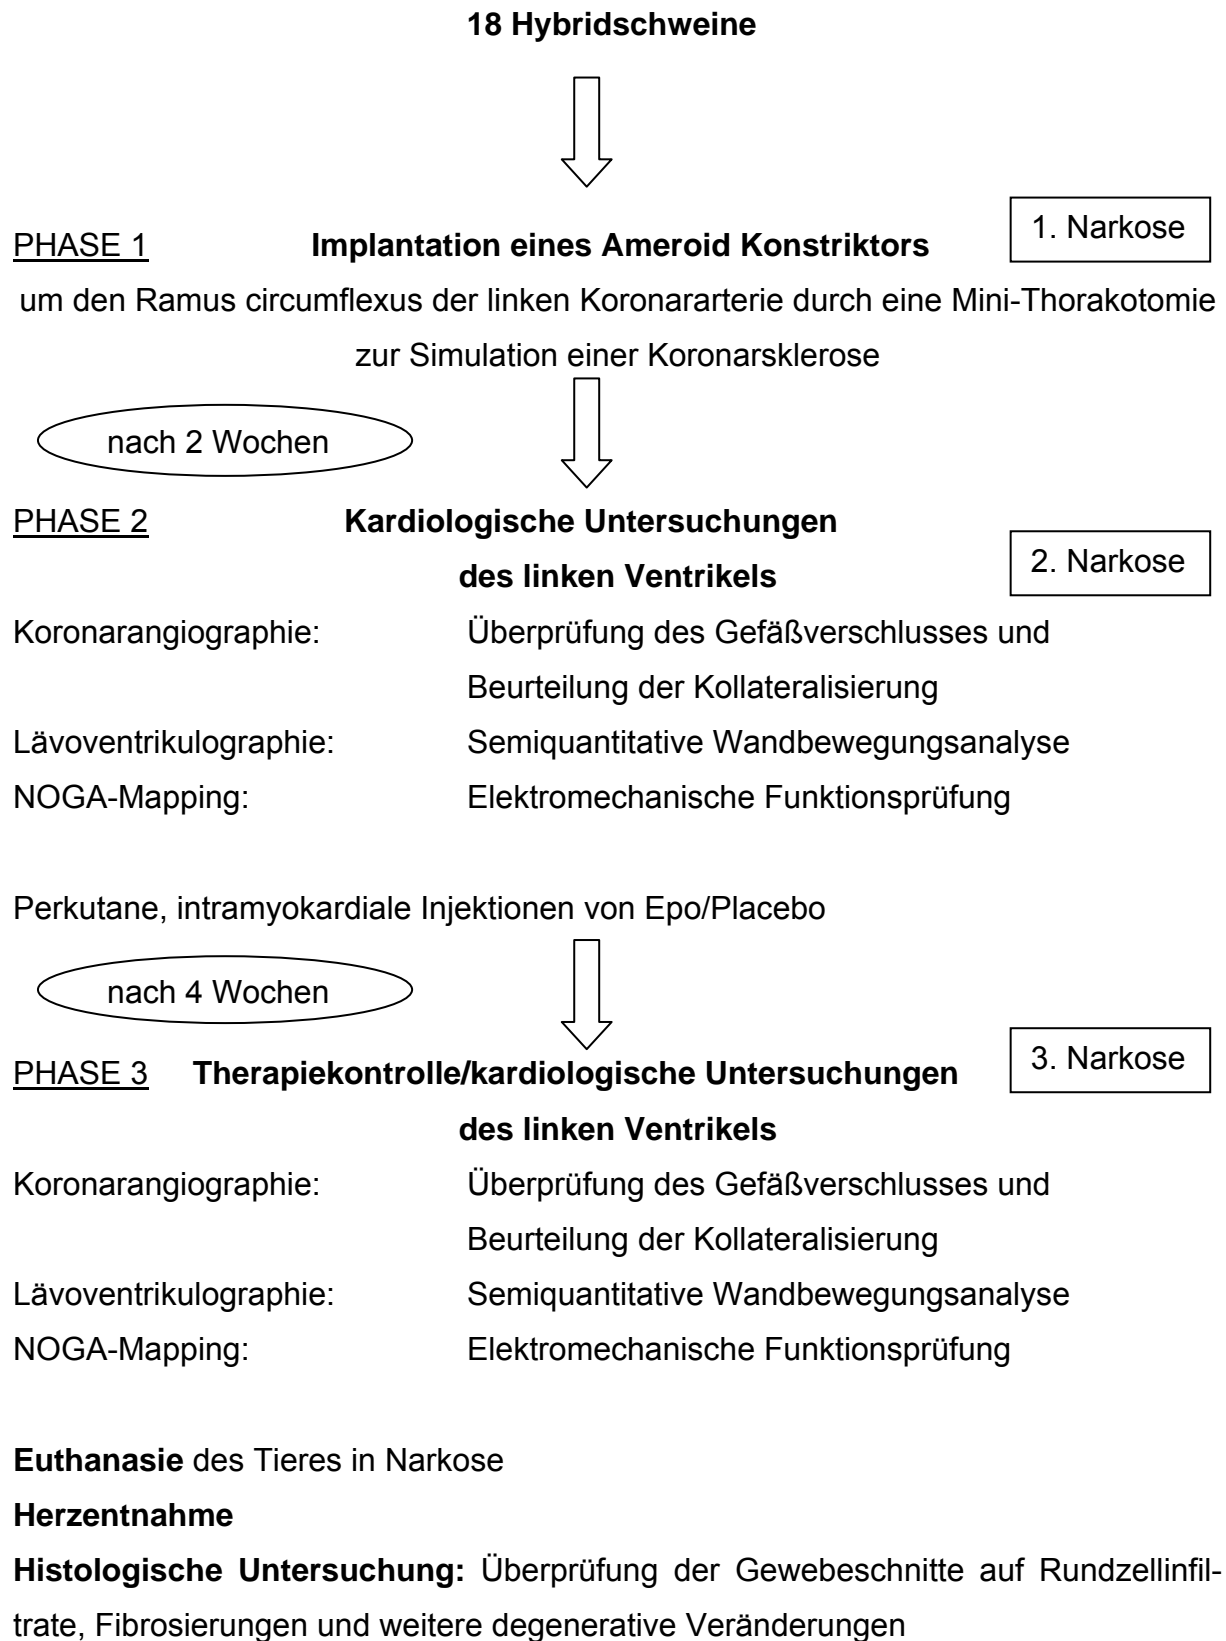 18 Hybridschweine
PHASE 1 Implantation eines Ameroid Konstriktors 1. Narkose
um den Ramus circumflexus der linken Koronararterie durch eine Mini-Thorakotomie
zur Simulation einer Koronarsklerose
nach 2 Wochen
PHASE 2 Kardiologische Untersuchungen
des linken Ventrikels 2. Narkose
Koronarangiographie: Überprüfung des Gefäßverschlusses und
Beurteilung der Kollateralisierung
Lävoventrikulographie: Semiquantitative Wandbewegungsanalyse
NOGA-Mapping: Elektromechanische Funktionsprüfung
Perkutane, intramyokardiale Injektionen von Epo/Placebo
nach 4 Wochen
PHASE 3 Therapiekontrolle/kardiologische Untersuchungen 3. Narkose
des linken Ventrikels
Koronarangiographie: Überprüfung des Gefäßverschlusses und
Beurteilung der Kollateralisierung
Lävoventrikulographie: Semiquantitative Wandbewegungsanalyse
NOGA-Mapping: Elektromechanische Funktionsprüfung
Euthanasie des Tieres in Narkose
Herzentnahme
Histologische Untersuchung: Überprüfung der Gewebeschnitte auf Rundzellinfil-
trate, Fibrosierungen und weitere degenerative Veränderungen